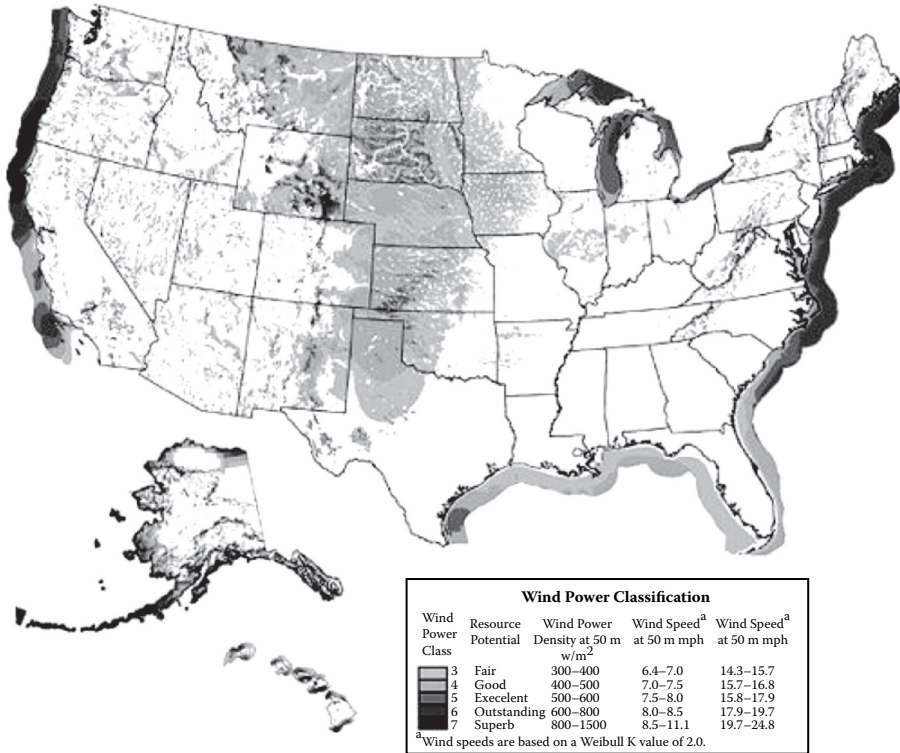 Wind Power Classification
Wind Power Class Resource Potential Wind Power Density at 50 m w/m2 Wind Speeda at 50 m mph Wind Speeda at 50 m mph
3 Fair 300–400 6.4–7.0 14.3–15.7
4 Good 400–500 7.0–7.5 15.7–16.8
5 Execelent 500–600 7.5–8.0 15.8–17.9
6 Outstanding 600–800 8.0–8.5 17.9–19.7
7 Superb 800–1500 8.5–11.1 19.7–24.8
aWind speeds are based on a Weibull K value of 2.0.